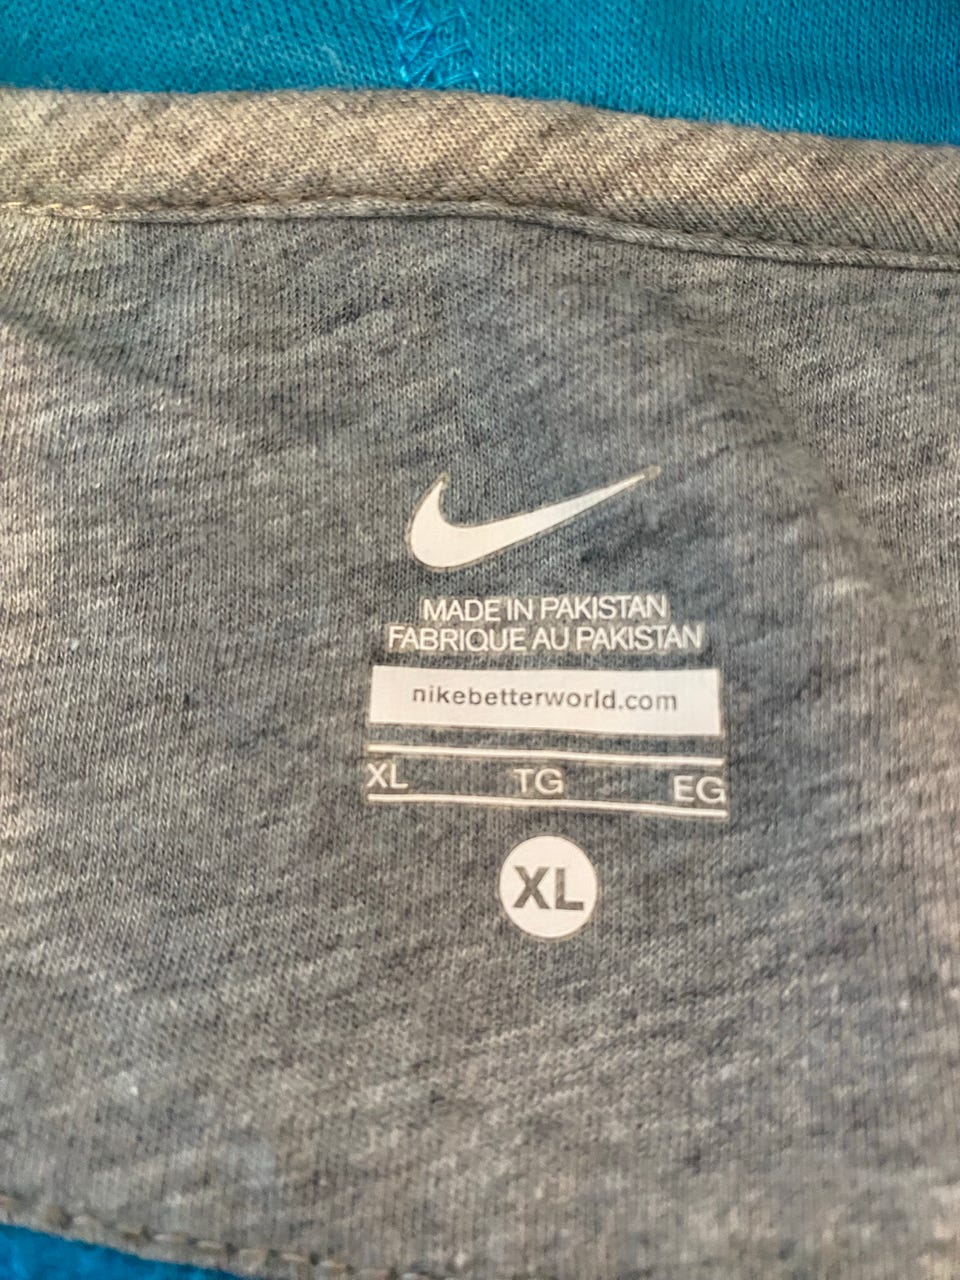 MADE IN PAKISTAN
FABRIQUE AU PAKISTAN
nikebetterworld.com
XL TG EG
XL